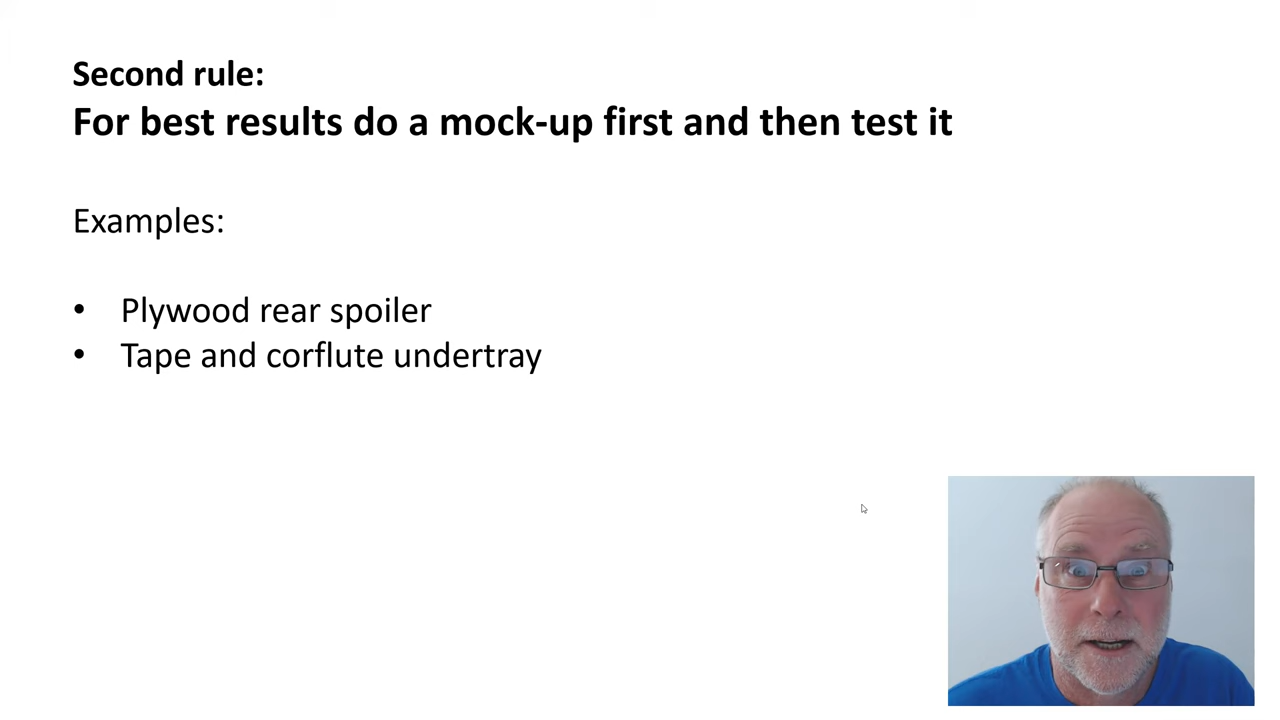 Second rule:
For best results do a mock-up first and then test it
Examples:
• Plywood rear spoiler
• Tape and corflute undertray